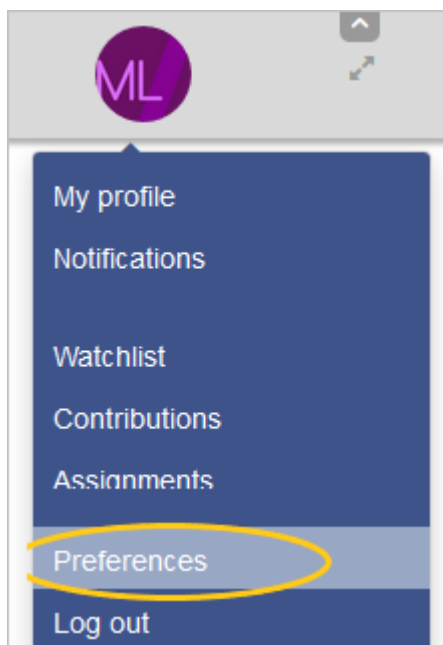 ML
My profile
Notifications
Watchlist
Contributions
Assignments
Preferences
Log out